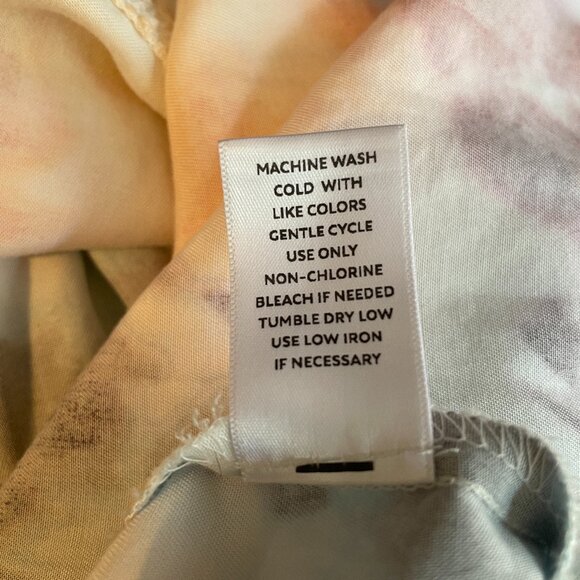 MACHINE WASH
COLD WITH
LIKE COLORS
GENTLE CYCLE
USE ONLY
NON-CHLORINE
BLEACH IF NEEDED
TUMBLE DRY LOW
USE LOW IRON
IF NECESSARY